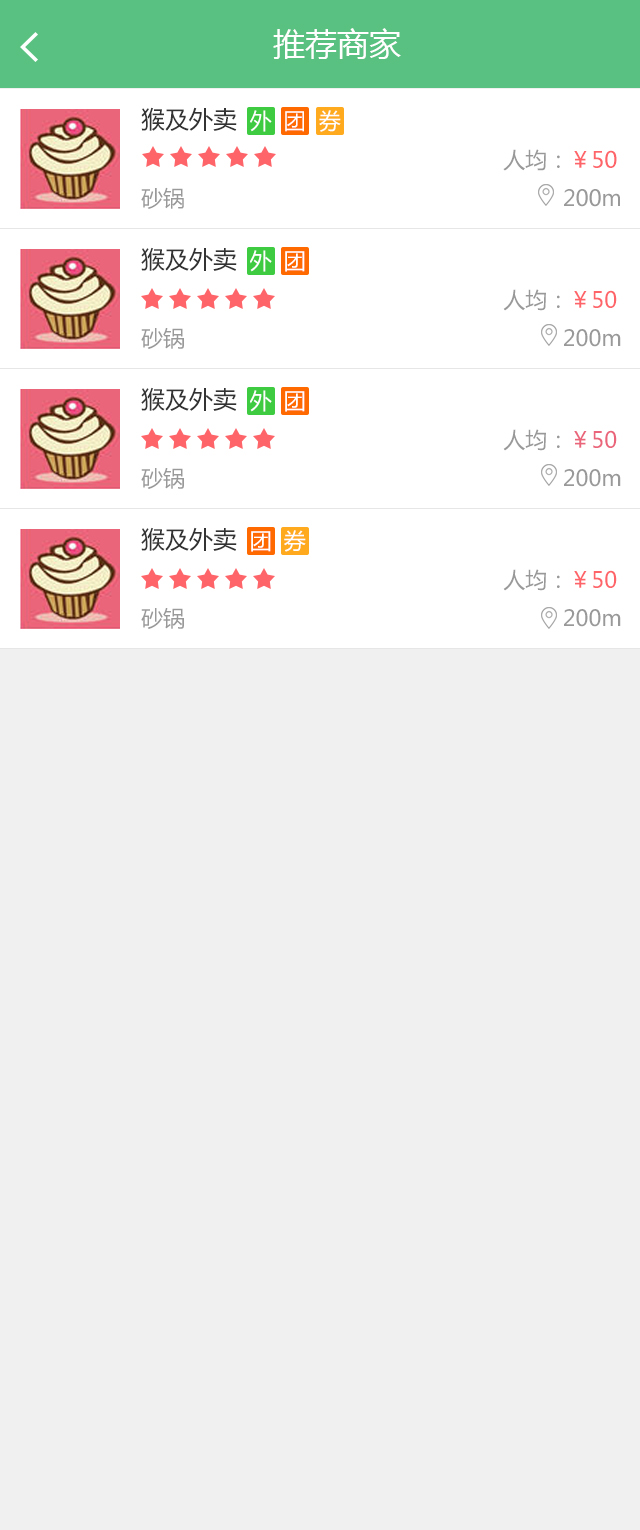 推荐商家
猴及外卖 外 团 券
人均：¥50
砂锅 200m
猴及外卖 外 团
人均：¥50
砂锅 200m
猴及外卖 外 团
人均：¥50
砂锅 200m
猴及外卖 团 券
人均：¥50
砂锅 200m